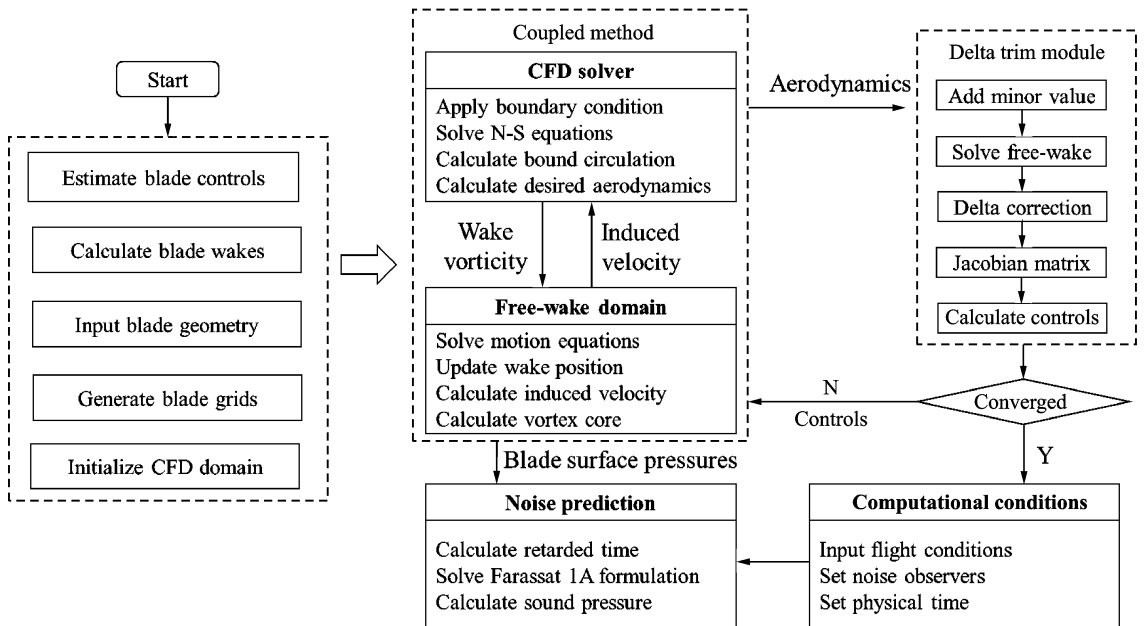 Start
Estimate blade controls
Calculate blade wakes
Input blade geometry
Generate blade grids
Initialize CFD domain
Coupled method
CFD solver
Apply boundary condition
Solve N-S equations
Calculate bound circulation
Calculate desired aerodynamics
Wake
vorticity
Induced
velocity
Free-wake domain
Solve motion equations
Update wake position
Calculate induced velocity
Calculate vortex core
Aerodynamics
Delta trim module
Add minor value
Solve free-wake
Delta correction
Jacobian matrix
Calculate controls
Converged
N
Controls
Y
Blade surface pressures
Noise prediction
Calculate retarded time
Solve Farassat 1A formulation
Calculate sound pressure
Computational conditions
Input flight conditions
Set noise observers
Set physical time